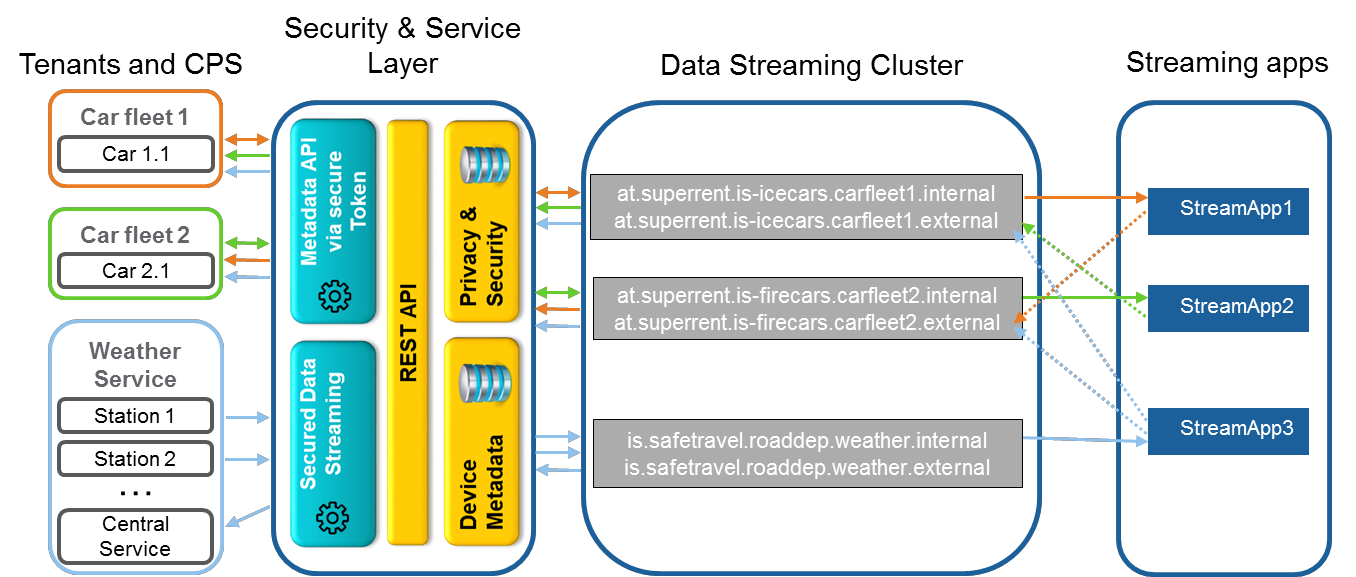 Tenants and CPS
Car fleet 1
Car 1.1
Car fleet 2
Car 2.1
Weather
Service
Station 1
Station 2
...
Central
Service
Security & Service
Layer
Metadata API
via secure
Token
Secured Data
Streaming
REST API
Privacy &
Security
Device
Metadata
Data Streaming Cluster
at.superrent.is-icecars.carfleet1.internal
at.superrent.is-icecars.carfleet1.external
at.superrent.is-firecars.carfleet2.internal
at.superrent.is-firecars.carfleet2.external
is.safetravel.roaddep.weather.internal
is.safetravel.roaddep.weather.external
Streaming apps
StreamApp1
StreamApp2
StreamApp3